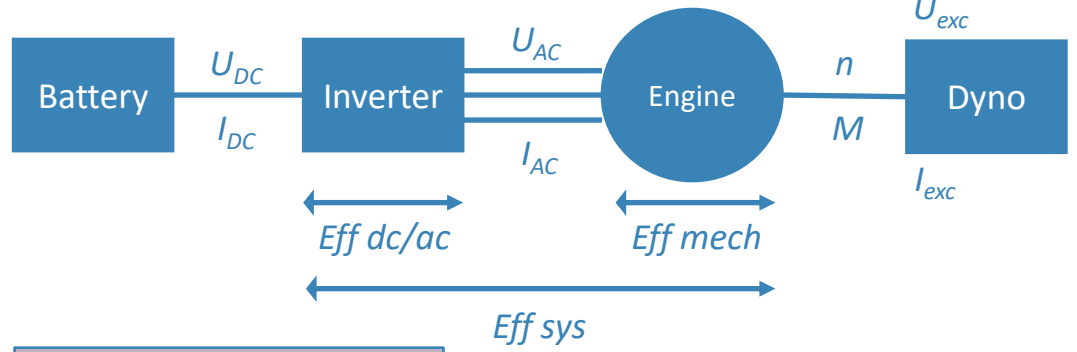 U_exc
U_DC
U_AC
n
Battery
Inverter
Engine
Dyno
I_DC
I_AC
M
I_exc
Eff dc/ac
Eff mech
Eff sys